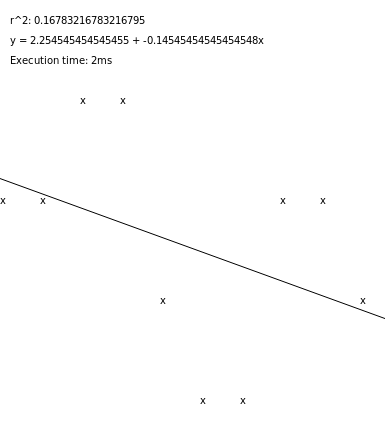 r^2: 0.16783216783216795
y = 2.254545454545455 + -0.14545454545454548x
Execution time: 2ms
x x
x x x x
x x
x x